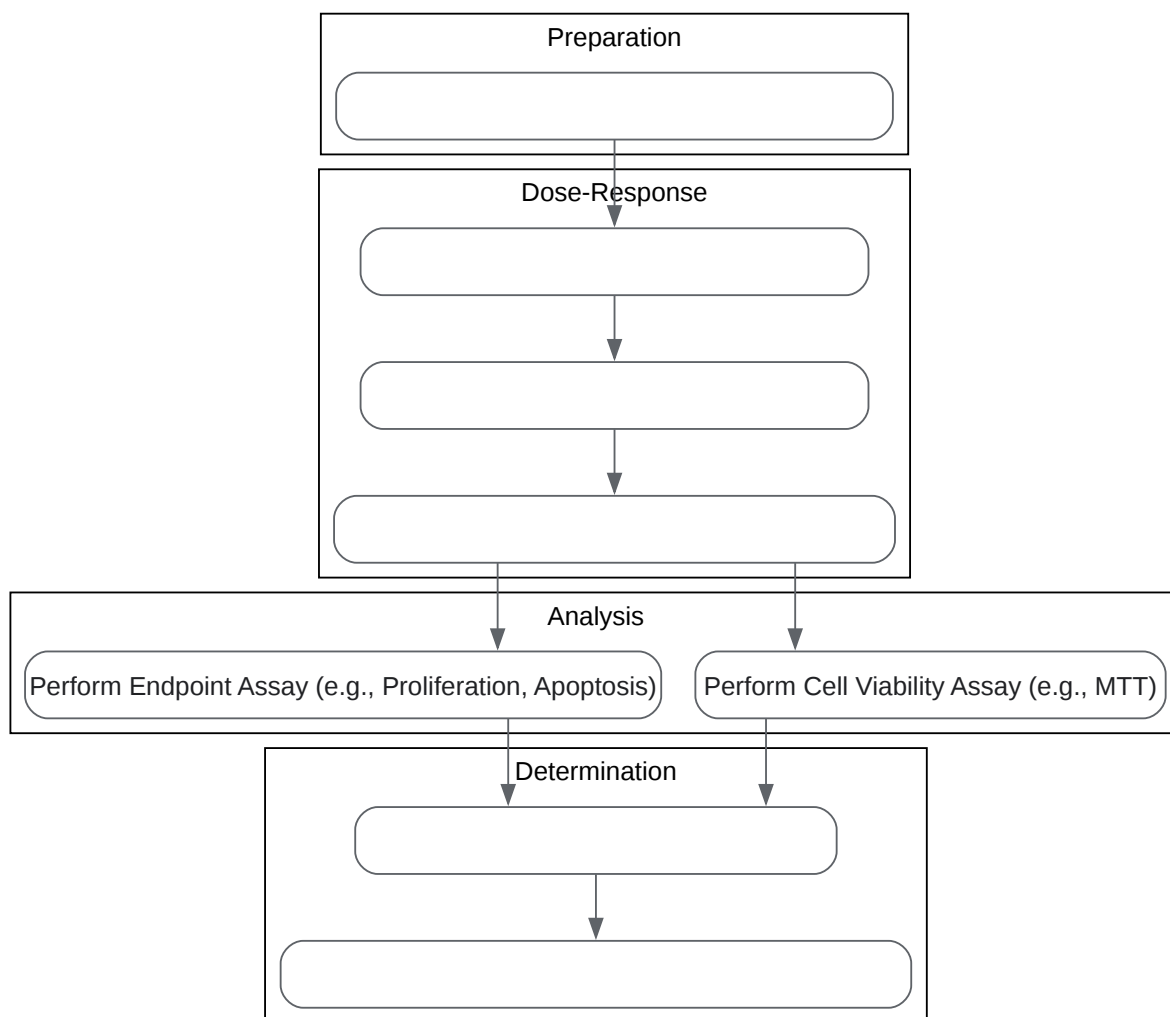 Preparation
Dose-Response
Analysis
Perform Endpoint Assay (e.g., Proliferation, Apoptosis)
Perform Cell Viability Assay (e.g., MTT)
Determination